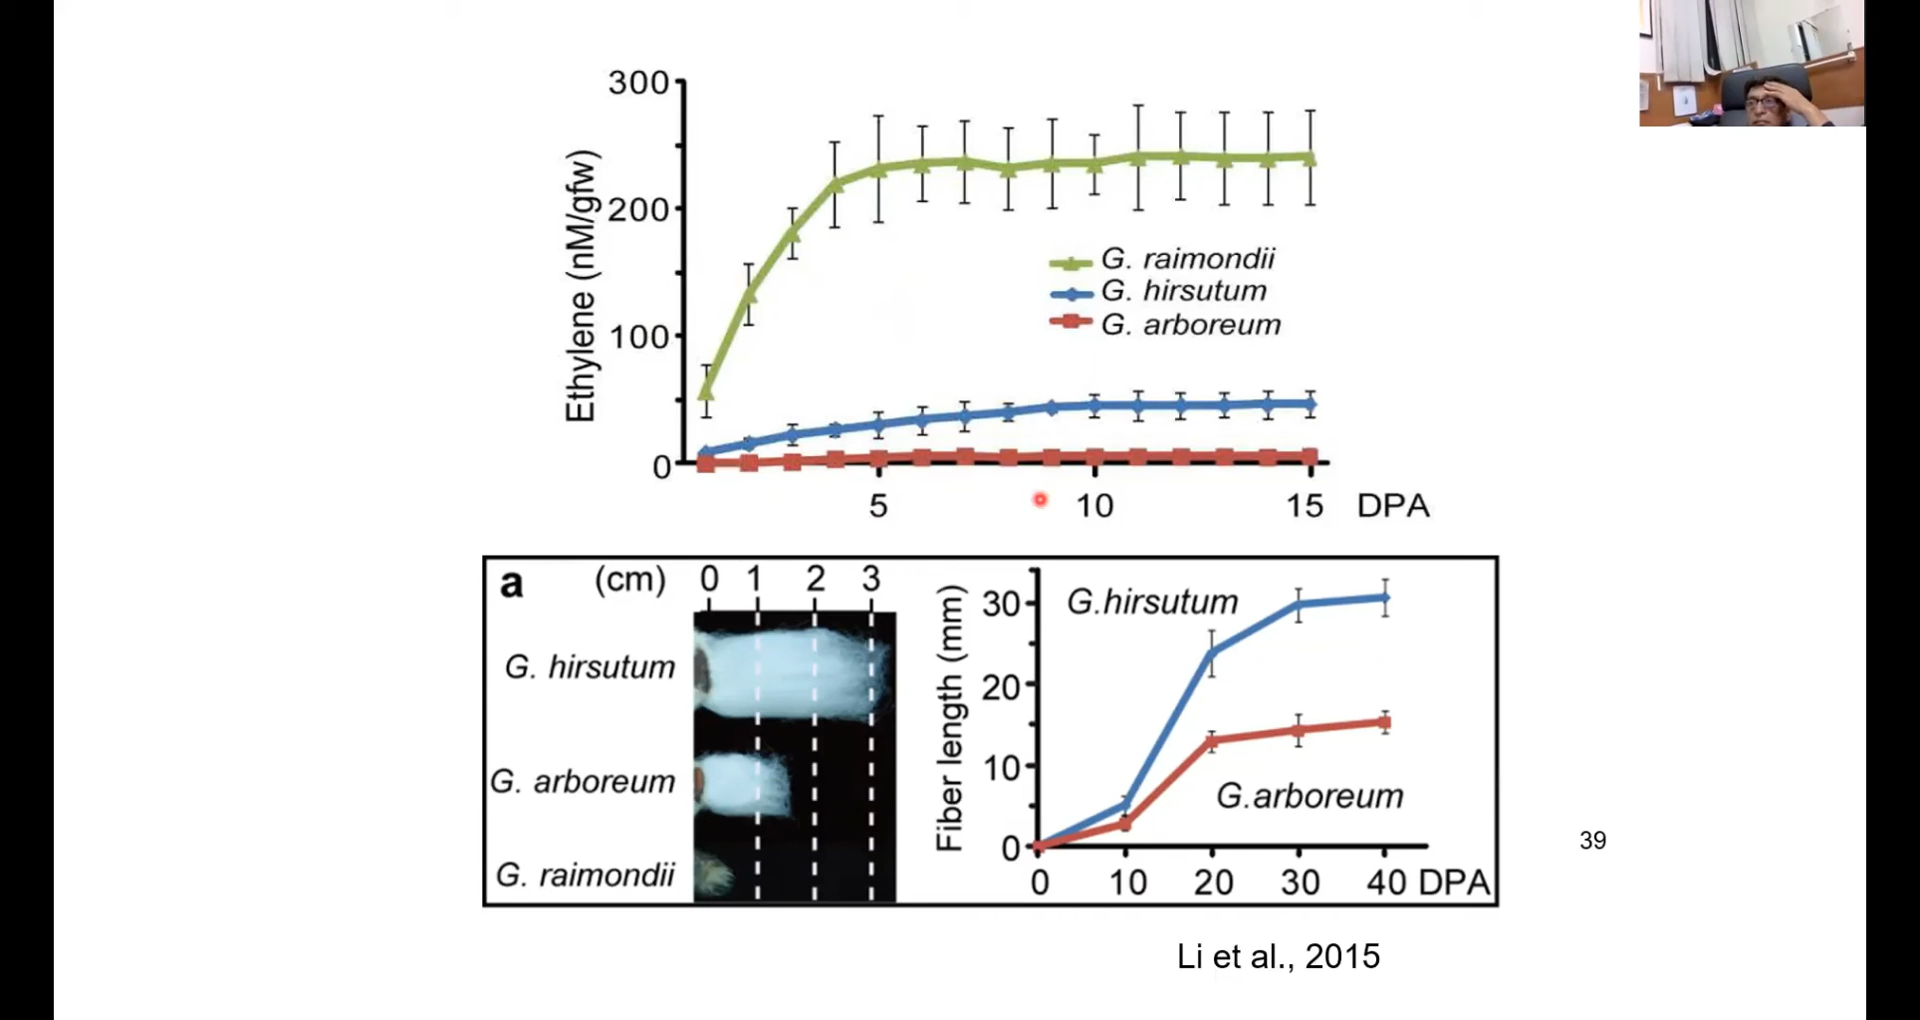 300
200
100
0
Ethylene (nM/gfw)
G. raimondii
G. hirsutum
G. arboreum
5 10 15 DPA
a (cm) 0 1 2 3
G. hirsutum
G. arboreum
G. raimondii
Fiber length (mm)
30
20
10
0
G.hirsutum
G.arboreum
0 10 20 30 40 DPA
39
Li et al., 2015